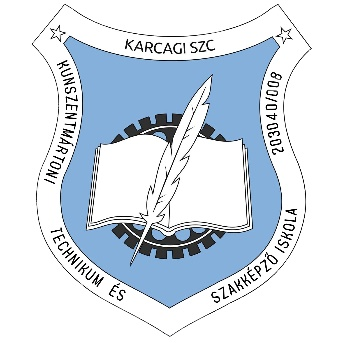 KARCAGI SZC
KUNSZENTMÁRTONI
TECHNIKUM ÉS
SZAKKÉPZŐ ISKOLA
203040/008